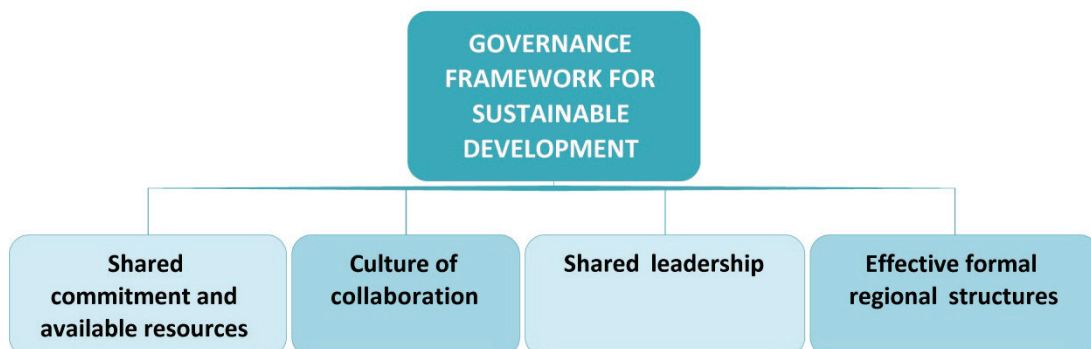 GOVERNANCE
FRAMEWORK FOR
SUSTAINABLE
DEVELOPMENT
Shared
commitment and
available resources
Culture of
collaboration
Shared leadership
Effective formal
regional structures